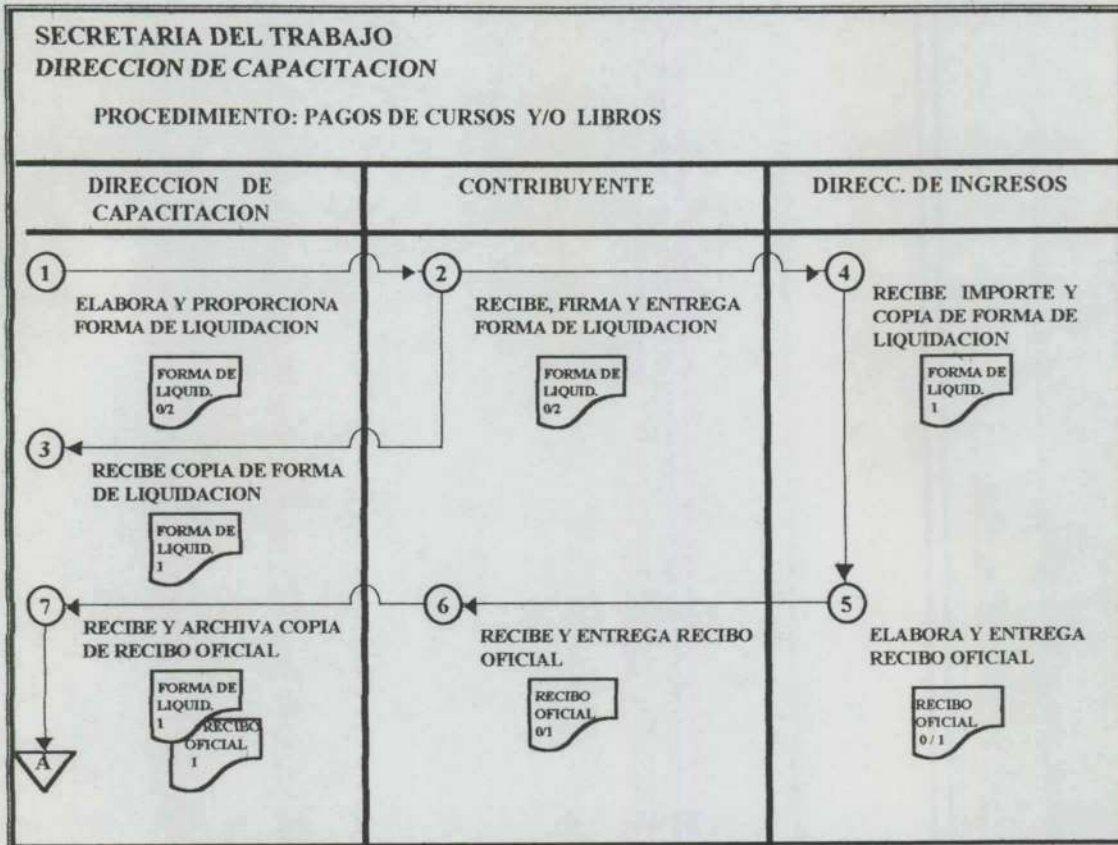 SECRETARIA DEL TRABAJO
DIRECCION DE CAPACITACION
PROCEDIMIENTO: PAGOS DE CURSOS Y/O LIBROS
DIRECCION DE
CAPACITACION
CONTRIBUYENTE
DIRECC. DE INGRESOS
1
ELABORA Y PROPORCIONA
FORMA DE LIQUIDACION
FORMA DE
LIQUID.
0/2
2
RECIBE, FIRMA Y ENTREGA
FORMA DE LIQUIDACION
FORMA DE
LIQUID.
0/2
4
RECIBE IMPORTE Y
COPIA DE FORMA DE
LIQUIDACION
FORMA DE
LIQUID.
1
3
RECIBE COPIA DE FORMA
DE LIQUIDACION
FORMA DE
LIQUID.
1
7
RECIBE Y ARCHIVA COPIA
DE RECIBO OFICIAL
FORMA DE
LIQUID.
1
RECIBO
OFICIAL
1
A
6
RECIBE Y ENTREGA RECIBO
OFICIAL
RECIBO
OFICIAL
0/1
5
ELABORA Y ENTREGA
RECIBO OFICIAL
RECIBO
OFICIAL
0 / 1